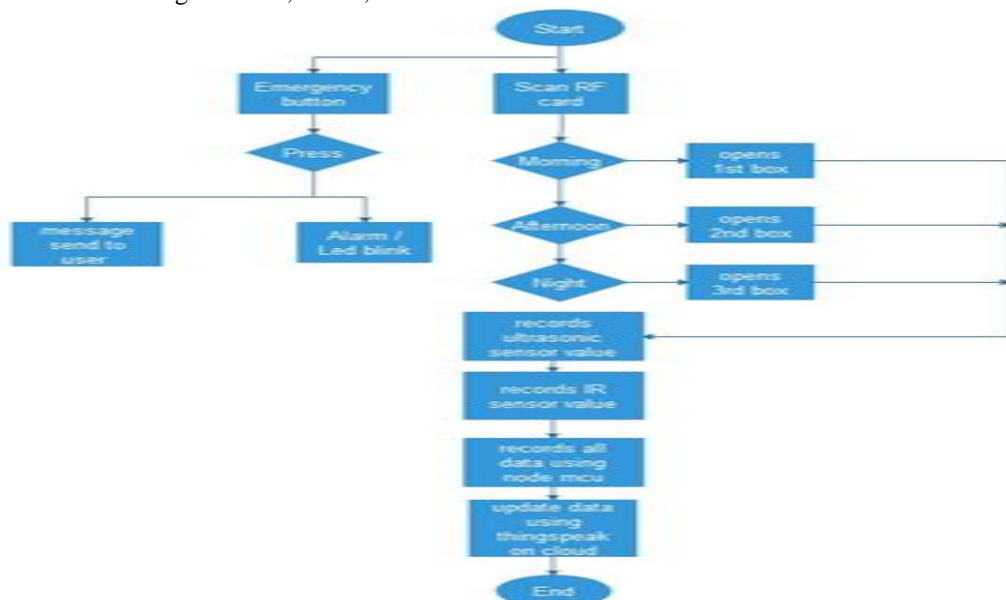 Start
Emergency
button
Scan RF
card
Press
Morning
opens
1st box
message
send to
user
Alarm /
Led blink
Afternoon
opens
2nd box
Night
opens
3rd box
records
ultrasonic
sensor value
records IR
sensor value
records all
data using
node mcu
update data
using
thingspeak
on cloud
End